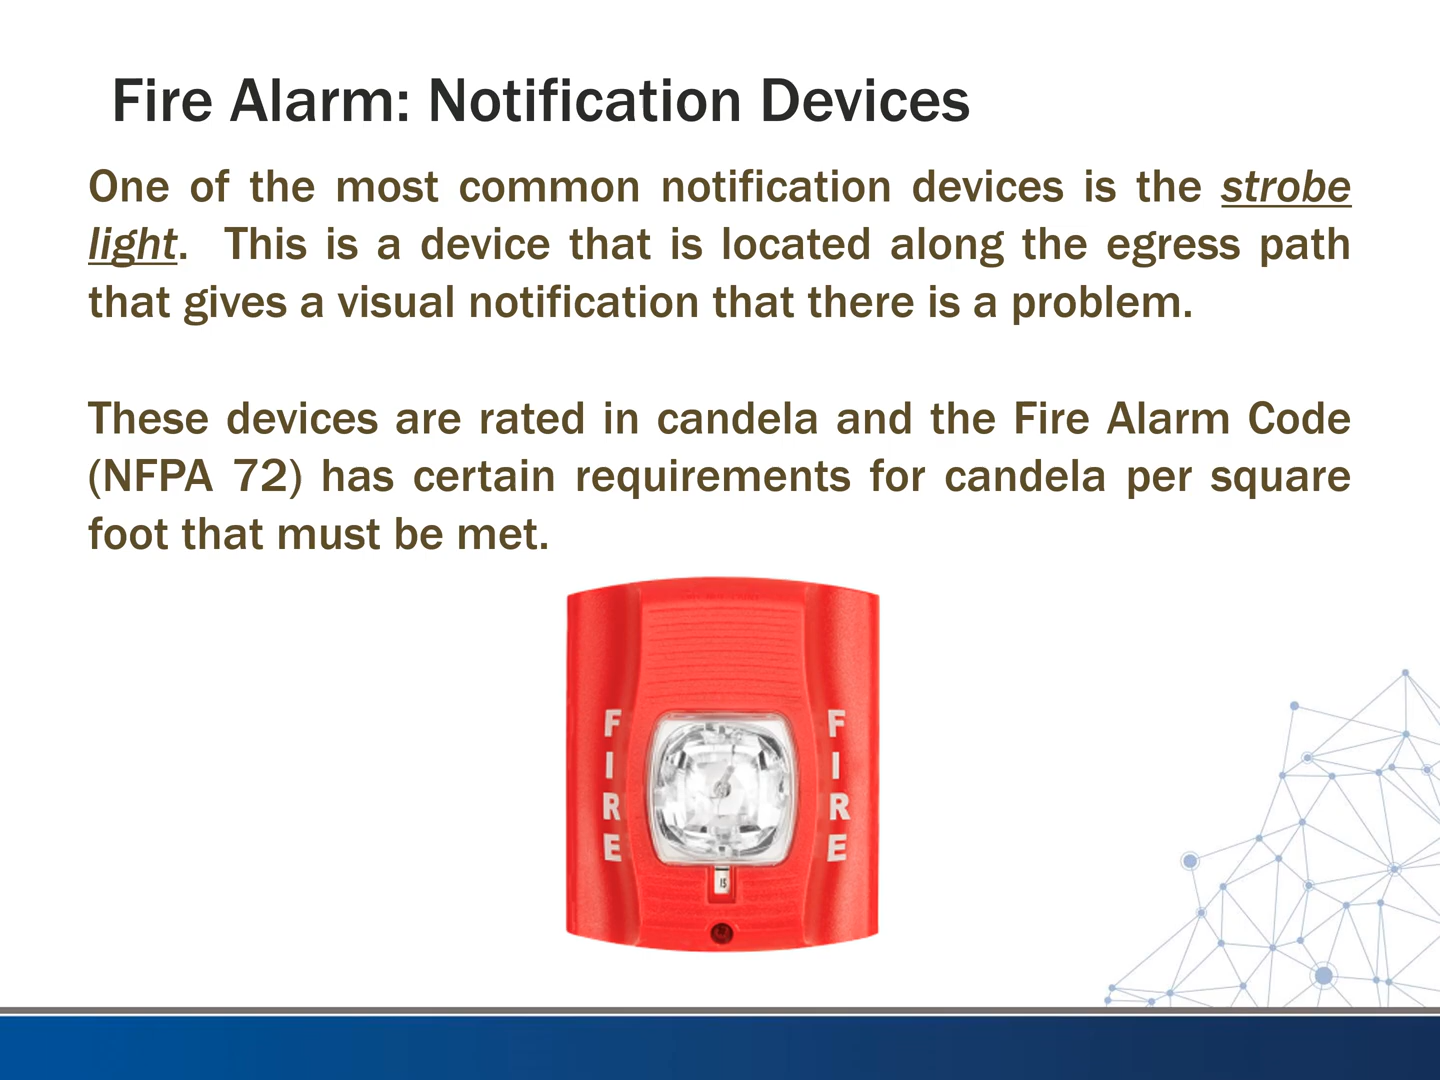 Fire Alarm: Notification Devices
One of the most common notification devices is the strobe
light. This is a device that is located along the egress path
that gives a visual notification that there is a problem.
These devices are rated in candela and the Fire Alarm Code
(NFPA 72) has certain requirements for candela per square
foot that must be met.
FIRE
FIRE
15